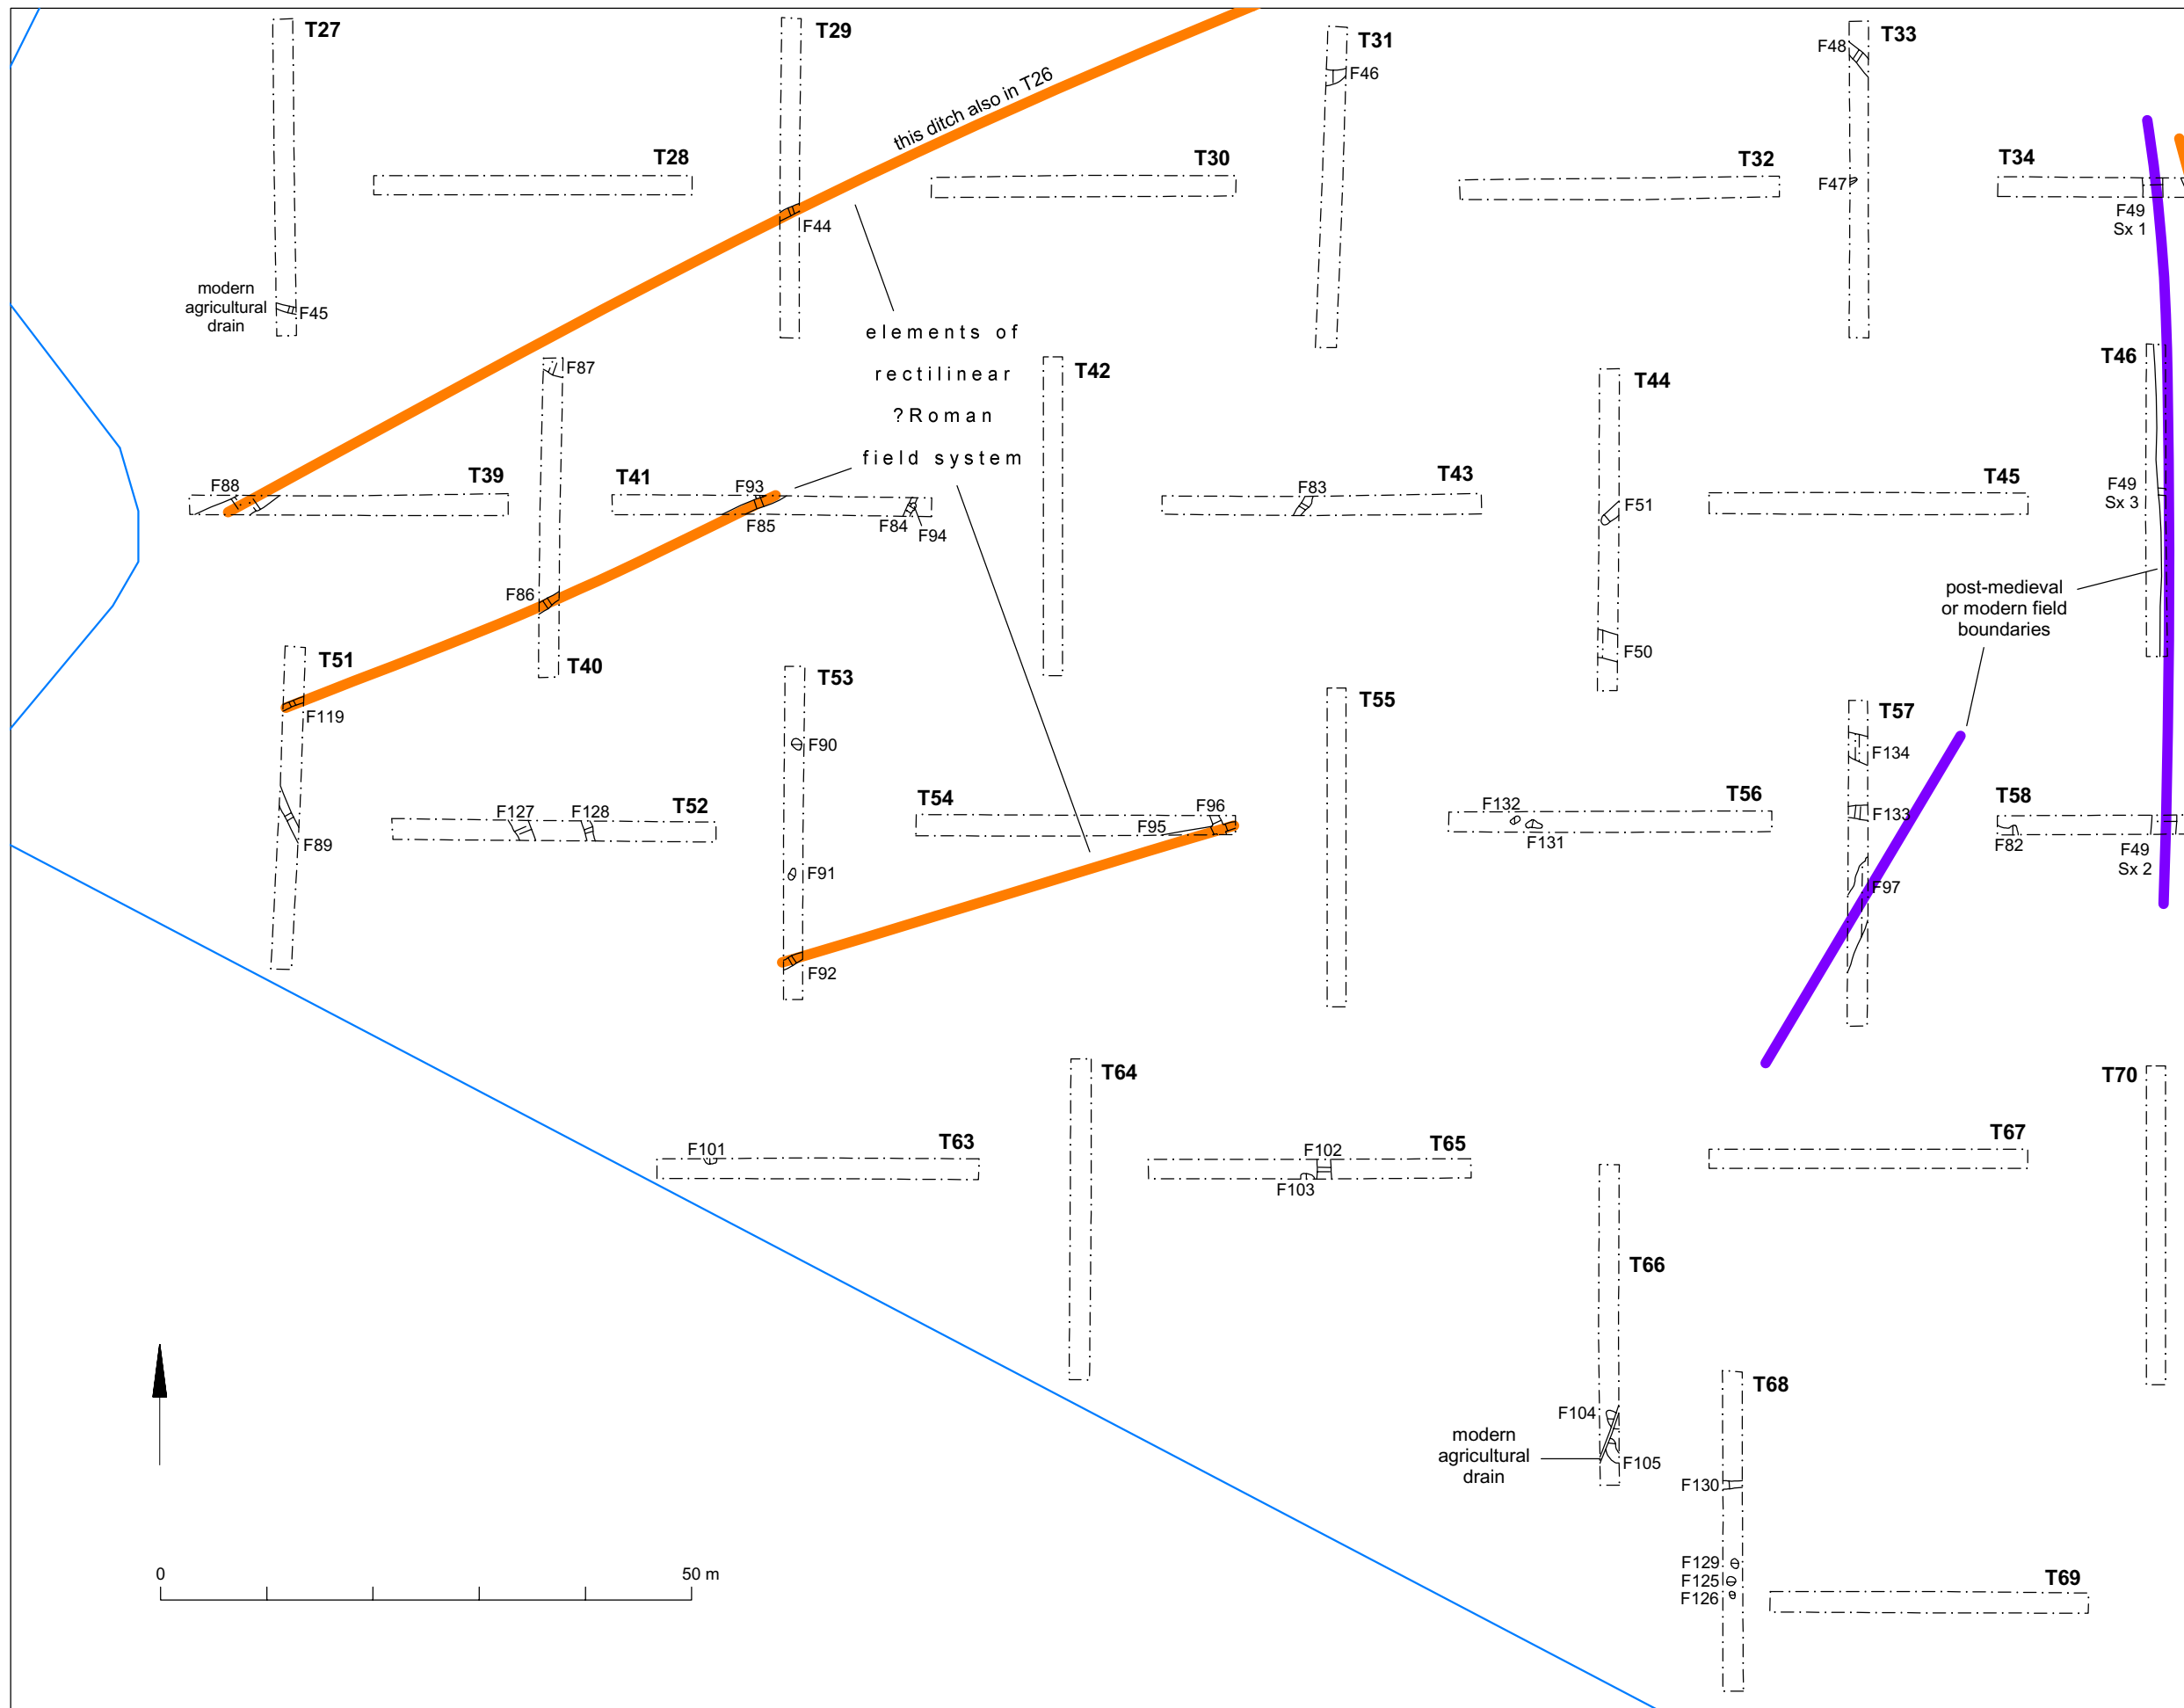 T27
T29
T31
T33
F48
F46
this ditch also in T26
T28
T30
T32
T34
F47
F44
F49
Sx 1
modern
agricultural
drain
F45
elements of
rectilinear
?Roman
field system
F87
T42
T44
T46
F88
T39
T41
F93
F85
F84
F94
F83
T43
F51
T45
F49
Sx 3
F86
T40
F50
post-medieval
or modern field
boundaries
T51
F119
T53
F90
T55
T57
F134
F127
F128
T52
T54
F96
F95
F132
F131
T56
F133
T58
F82
F49
Sx 2
F89
F91
F97
F92
T64
T70
F101
T63
F102
F103
T65
T67
T66
T68
F104
modern
agricultural
drain
F105
F130
F129
F125
F126
T69
0
50 m